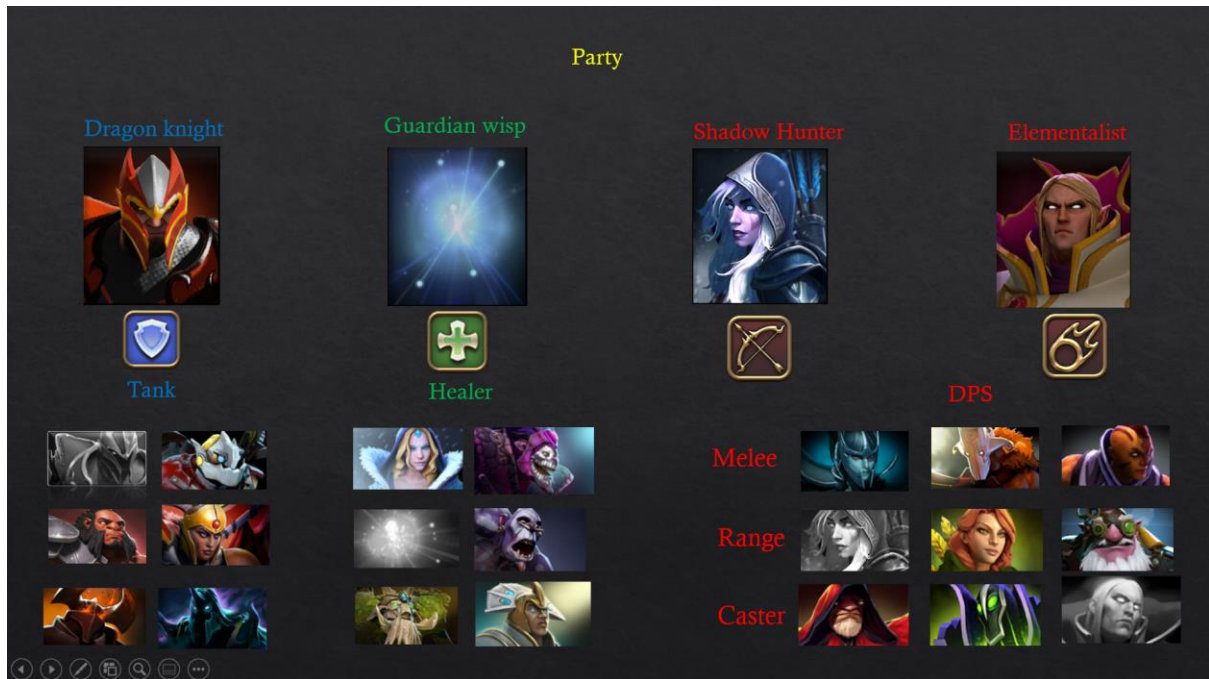 Party
Dragon knight
Guardian wisp
Shadow Hunter
Elementalist
Tank
Healer
DPS
Melee
Range
Caster